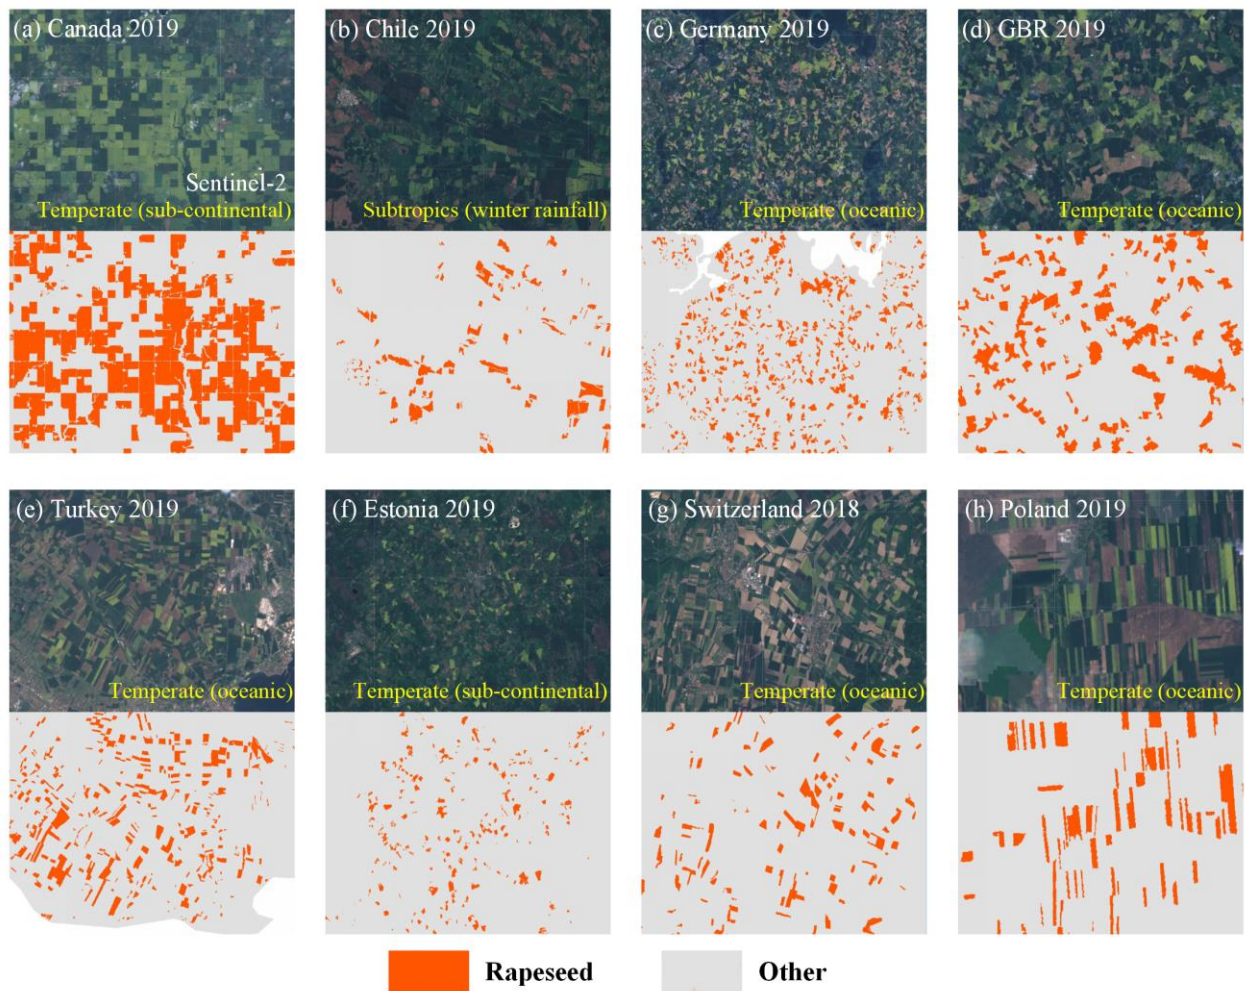 (a) Canada 2019
(b) Chile 2019
(c) Germany 2019
(d) GBR 2019
Sentinel-2
Temperate (sub-continental)
Subtropics (winter rainfall)
Temperate (oceanic)
Temperate (oceanic)
(e) Turkey 2019
(f) Estonia 2019
(g) Switzerland 2018
(h) Poland 2019
Temperate (oceanic)
Temperate (sub-continental)
Temperate (oceanic)
Temperate (oceanic)
Rapeseed
Other